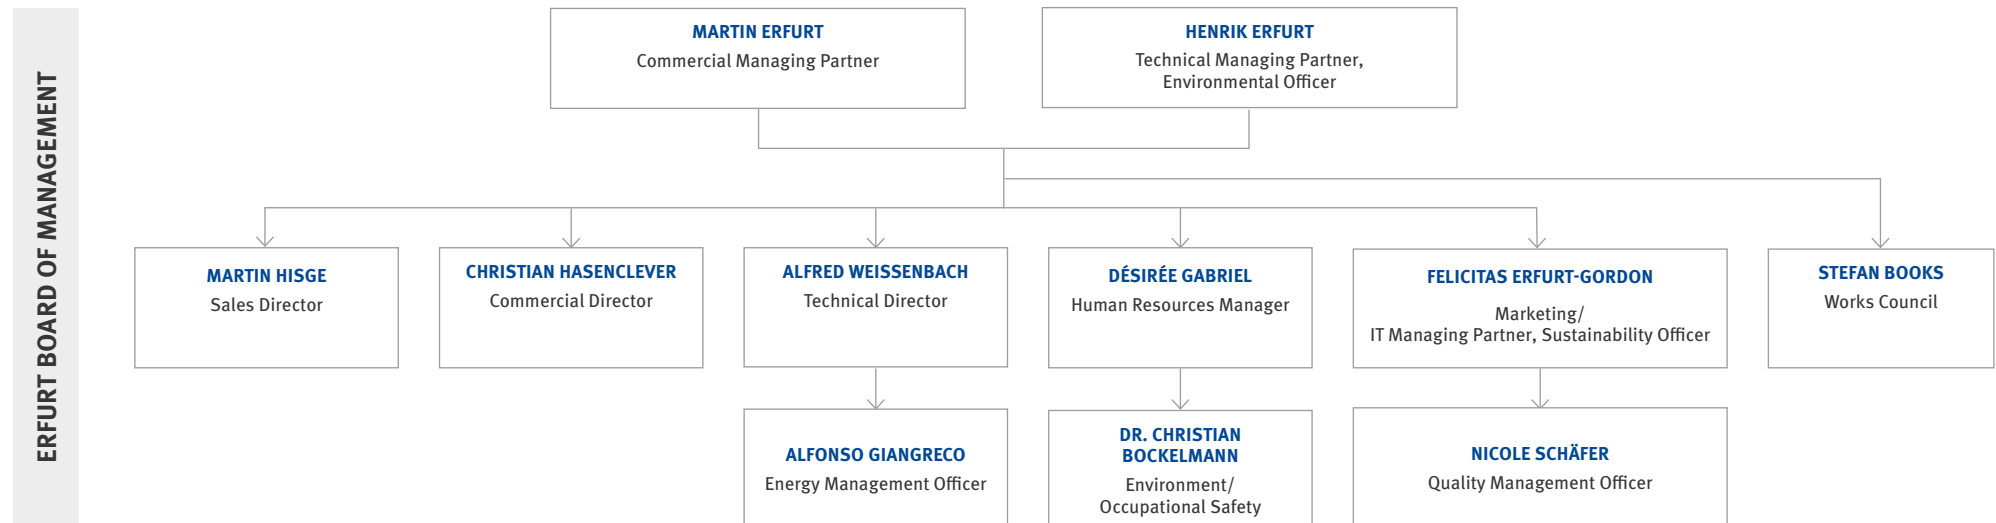 ERFURT BOARD OF MANAGEMENT
MARTIN ERFURT
Commercial Managing Partner
HENRIK ERFURT
Technical Managing Partner,
Environmental Officer
MARTIN HISGE
Sales Director
CHRISTIAN HASENCLEVER
Commercial Director
ALFRED WEISSENBACH
Technical Director
DÉSIRÉE GABRIEL
Human Resources Manager
FELICITAS ERFURT-GORDON
Marketing/
IT Managing Partner, Sustainability Officer
STEFAN BOOKS
Works Council
ALFONSO GIANGRECO
Energy Management Officer
DR. CHRISTIAN
BOCKELMANN
Environment/
Occupational Safety
NICOLE SCHÄFER
Quality Management Officer